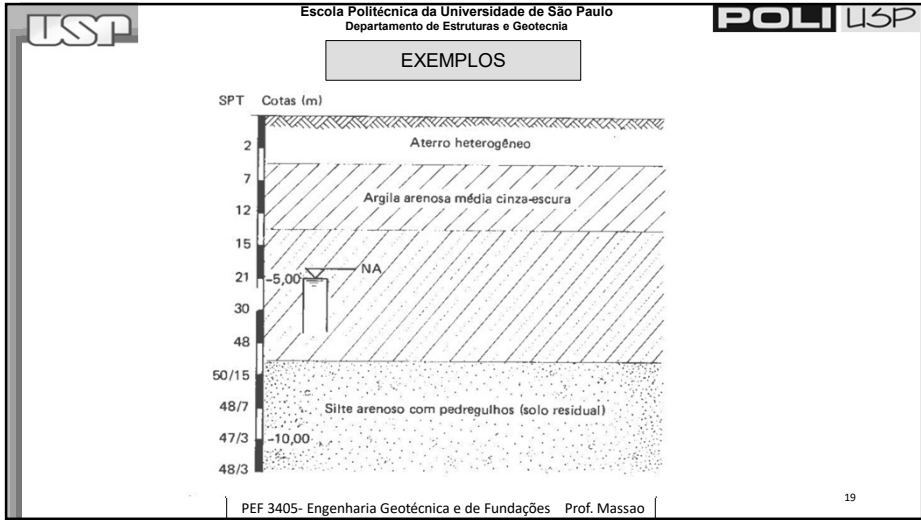 USP
Escola Politécnica da Universidade de São Paulo
Departamento de Estruturas e Geotecnia
POLI USP
EXEMPLOS
SPT Cotas (m)
2
Aterro heterogêneo
7
Argila arenosa média cinza-escura
12
15
NA
21 -5,00
30
48
50/15
48/7 Silte arenoso com pedregulhos (solo residual)
47/3 -10,00
48/3
PEF 3405- Engenharia Geotécnica e de Fundações Prof. Massao
19